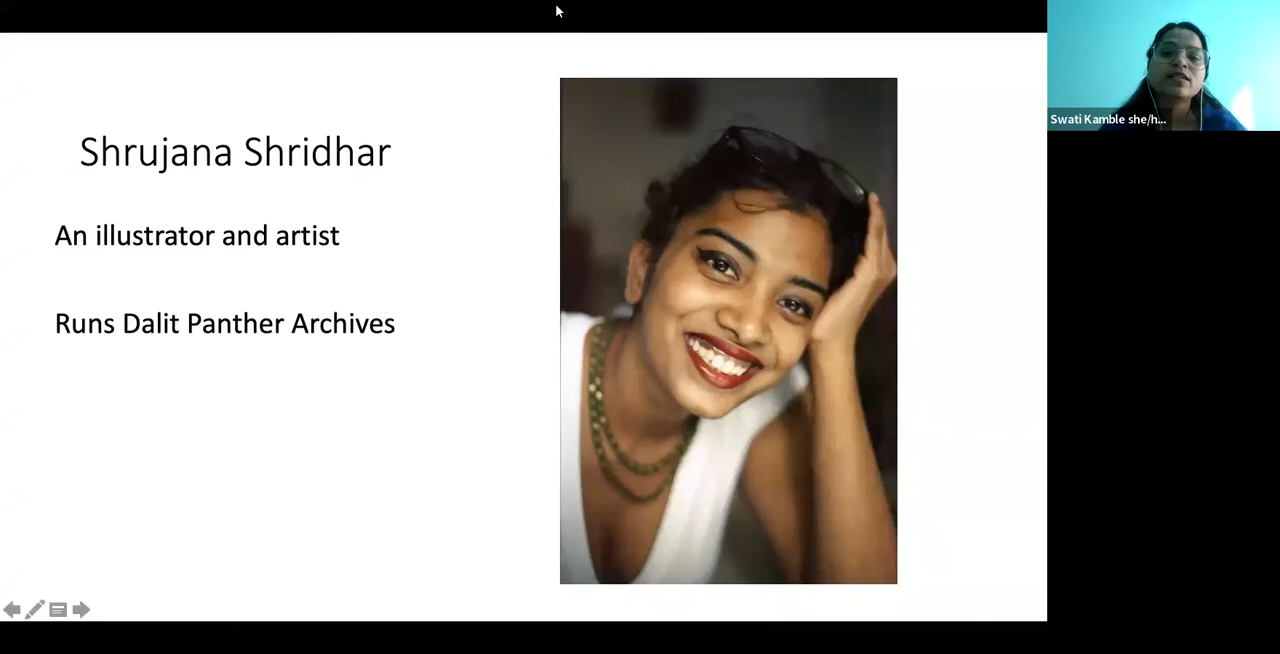 Shrujana Shridhar
An illustrator and artist
Runs Dalit Panther Archives
Swati Kamble she/h...